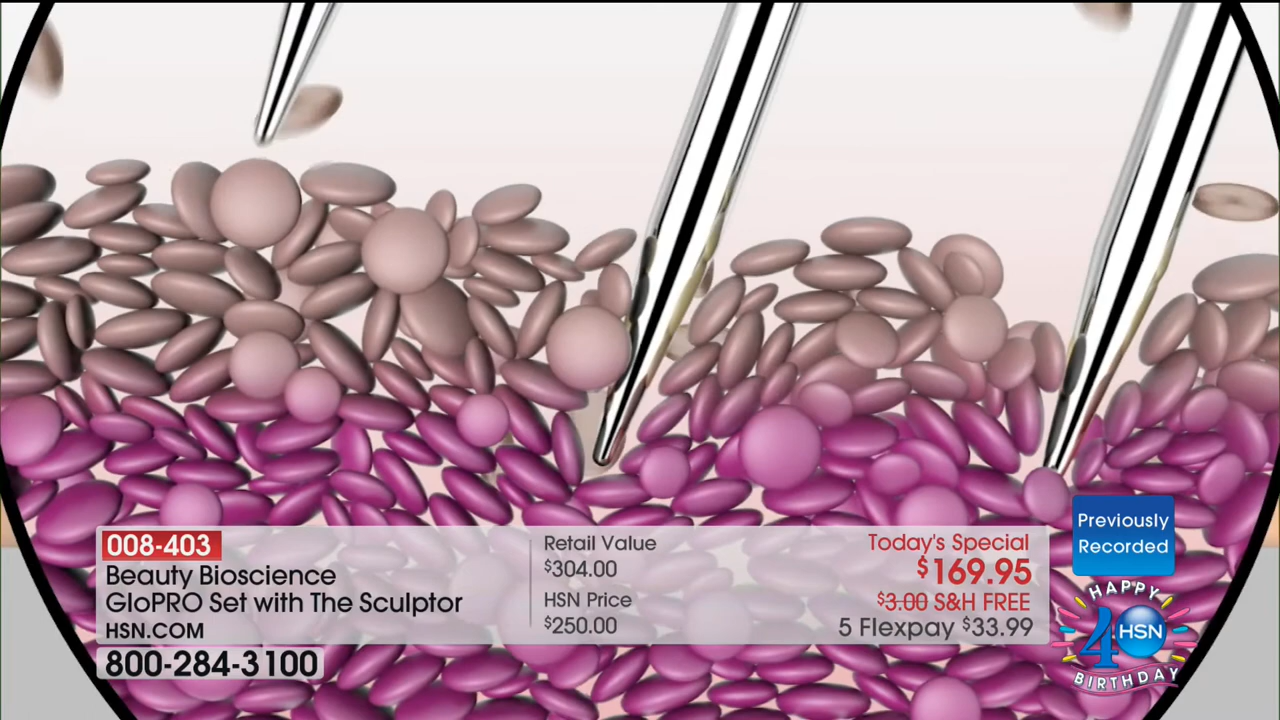 008-403
Beauty Bioscience
GloPRO Set with The Sculptor
HSN.COM
800-284-3100
Retail Value
$304.00
HSN Price
$250.00
Today's Special
$169.95
$3.00 S&H FREE
5 Flexpay $33.99
Previously
Recorded
HAPPY
40 HSN
BIRTHDAY